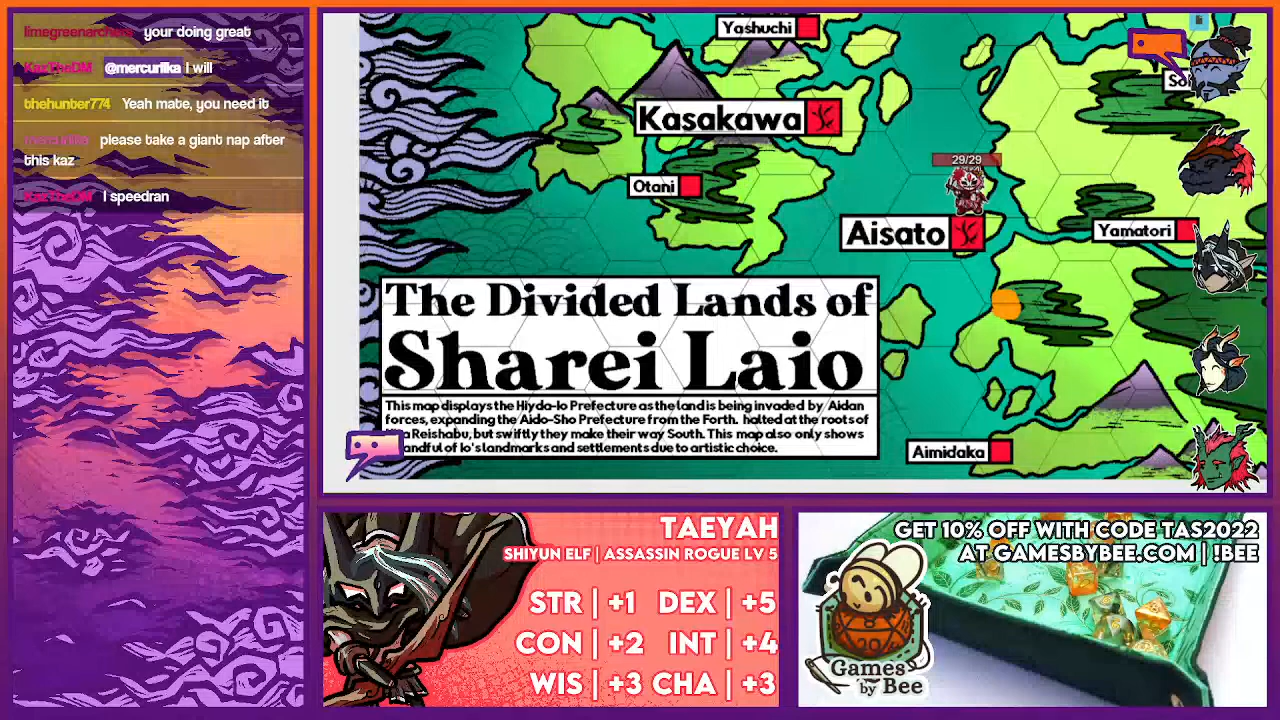 limegreenarchers your doing great
KazTheDM @mercuriika I will
thehunter774 Yeah mate, you need it
mercuriika please take a giant nap after
this kaz
KazTheDM I speedran
Yashuchi
Kasakawa
Otani
29/29
Aisato
Yamatori
The Divided Lands of
Sharei Laio
This map displays the Hiyda-Io Prefecture as the land is being invaded by Aidan
forces, expanding the Aido-Sho Prefecture from the Forth. halted at the roots of
Reishabu, but swiftly they make their way South. This map also only shows
andful of Io's landmarks and settlements due to artistic choice.
Aimidaka
TAEYAH
SHIYUN ELF | ASSASSIN ROGUE LV 5
STR | +1 DEX | +5
CON | +2 INT | +4
WIS | +3 CHA | +3
GET 10% OFF WITH CODE TAS2022
AT GAMESBYBEE.COM | !BEE
Games
by Bee